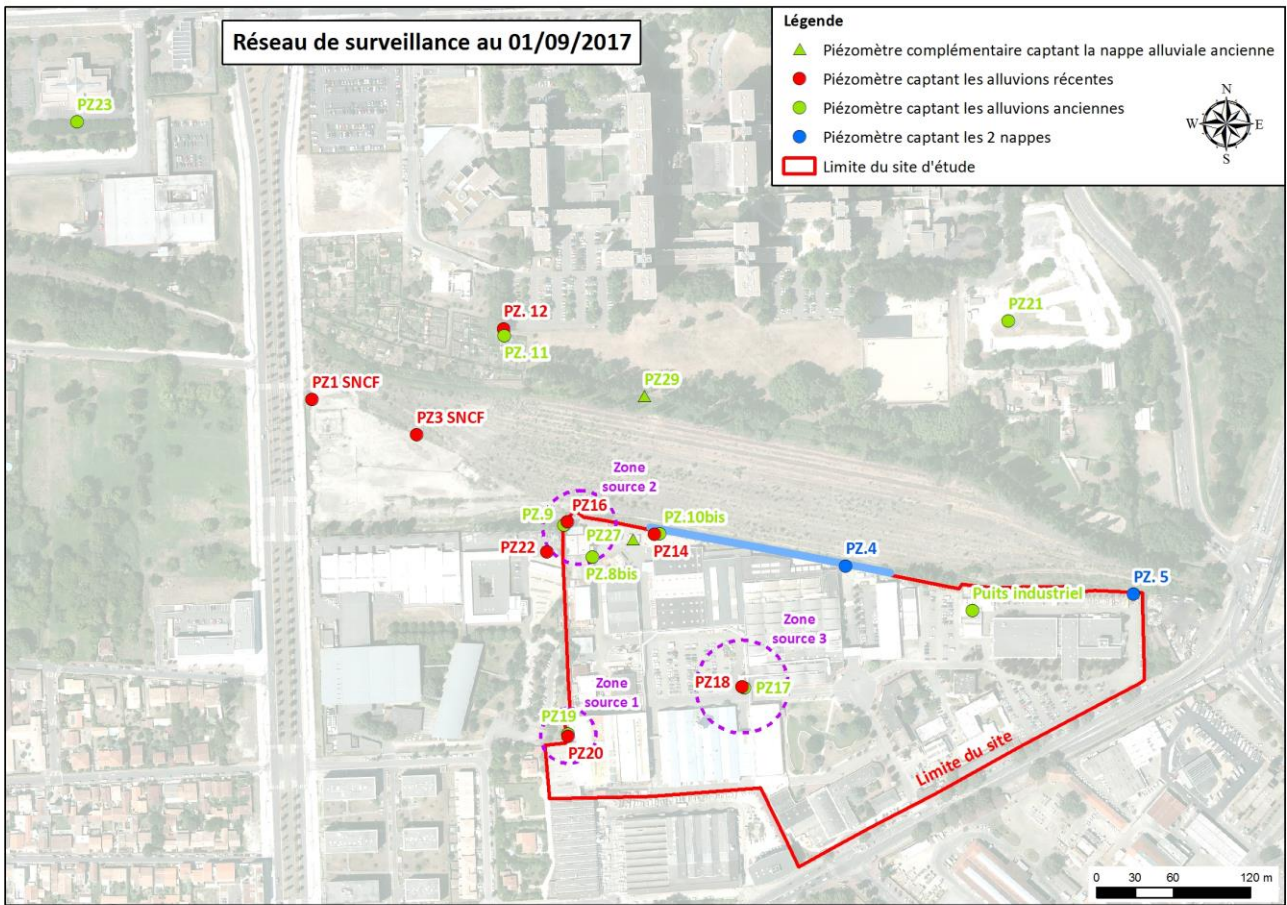 Réseau de surveillance au 01/09/2017
Légende
Piézomètre complémentaire captant la nappe alluviale ancienne
Piézomètre captant les alluvions récentes
Piézomètre captant les alluvions anciennes
Piézomètre captant les 2 nappes
Limite du site d'étude
N
W
E
S
PZ23
PZ. 12
PZ. 11
PZ21
PZ29
PZ1 SNCF
PZ3 SNCF
Zone
source 2
PZ16
PZ.9
PZ.10bis
PZ27
PZ14
PZ22
PZ.8bis
PZ.4
PZ. 5
Puits industriel
Zone
source 3
PZ18
PZ17
Zone
source 1
PZ19
PZ20
Limite du site
0 30 60 120 m